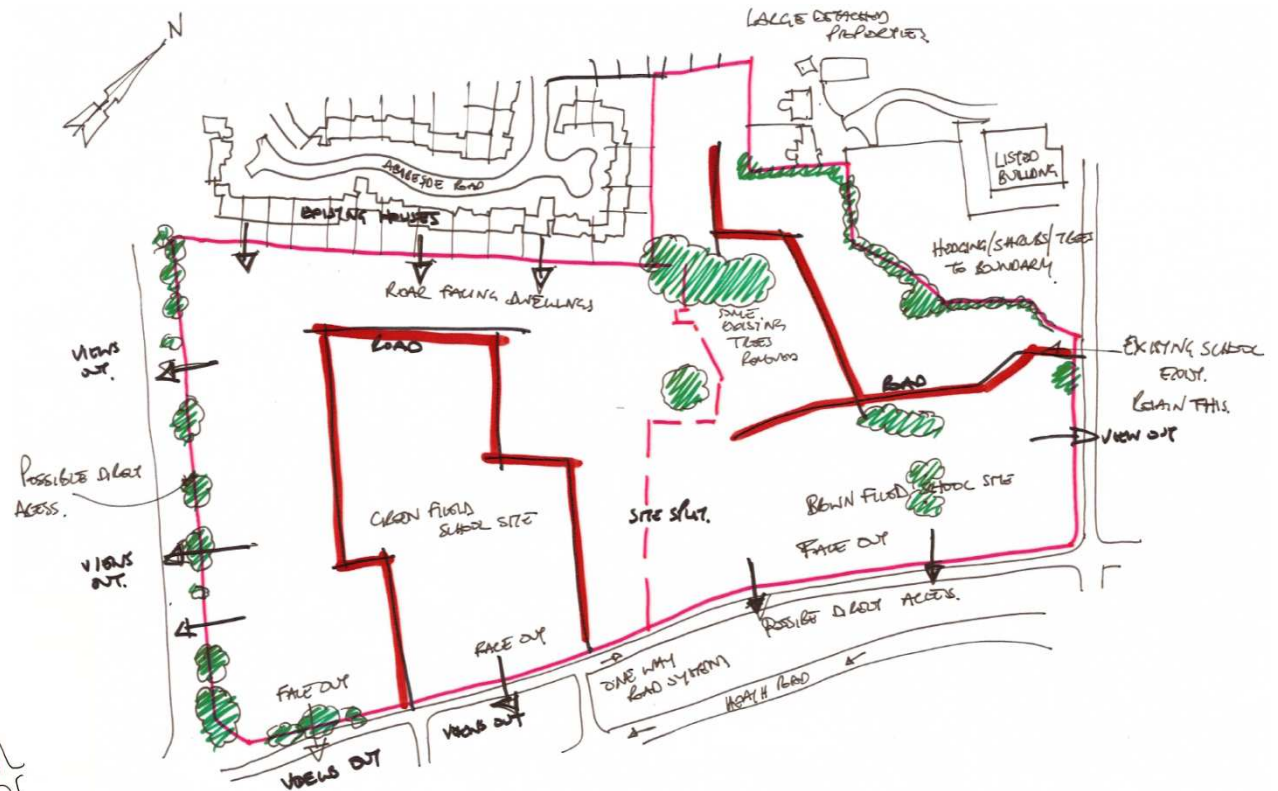 N
LARGE DETACHED
PROPERTIES.
LISTED
BUILDING
ROAD
EXISTING HOUSES
HEDGING/SHRUBS/TREES
TO BOUNDARY.
REAR FACING DWELLINGS
SOME
EXISTING
TREES
REMOVED
ROAD
VIEWS
OUT.
EXISTING SCHOOL
RETAIN THIS.
ROAD
VIEW OUT
POSSIBLE DIRECT
ACCESS.
GREEN FIELD
SCHOOL SITE
SITE SPLIT.
BROWN FIELD SCHOOL SITE
FACE OUT
VIEWS
OUT.
POSSIBLE DIRECT ACCESS.
FACE OUT
ONE WAY
ROAD SYSTEM
HEATH ROAD
FACE OUT
VIEWS OUT
VIEWS OUT